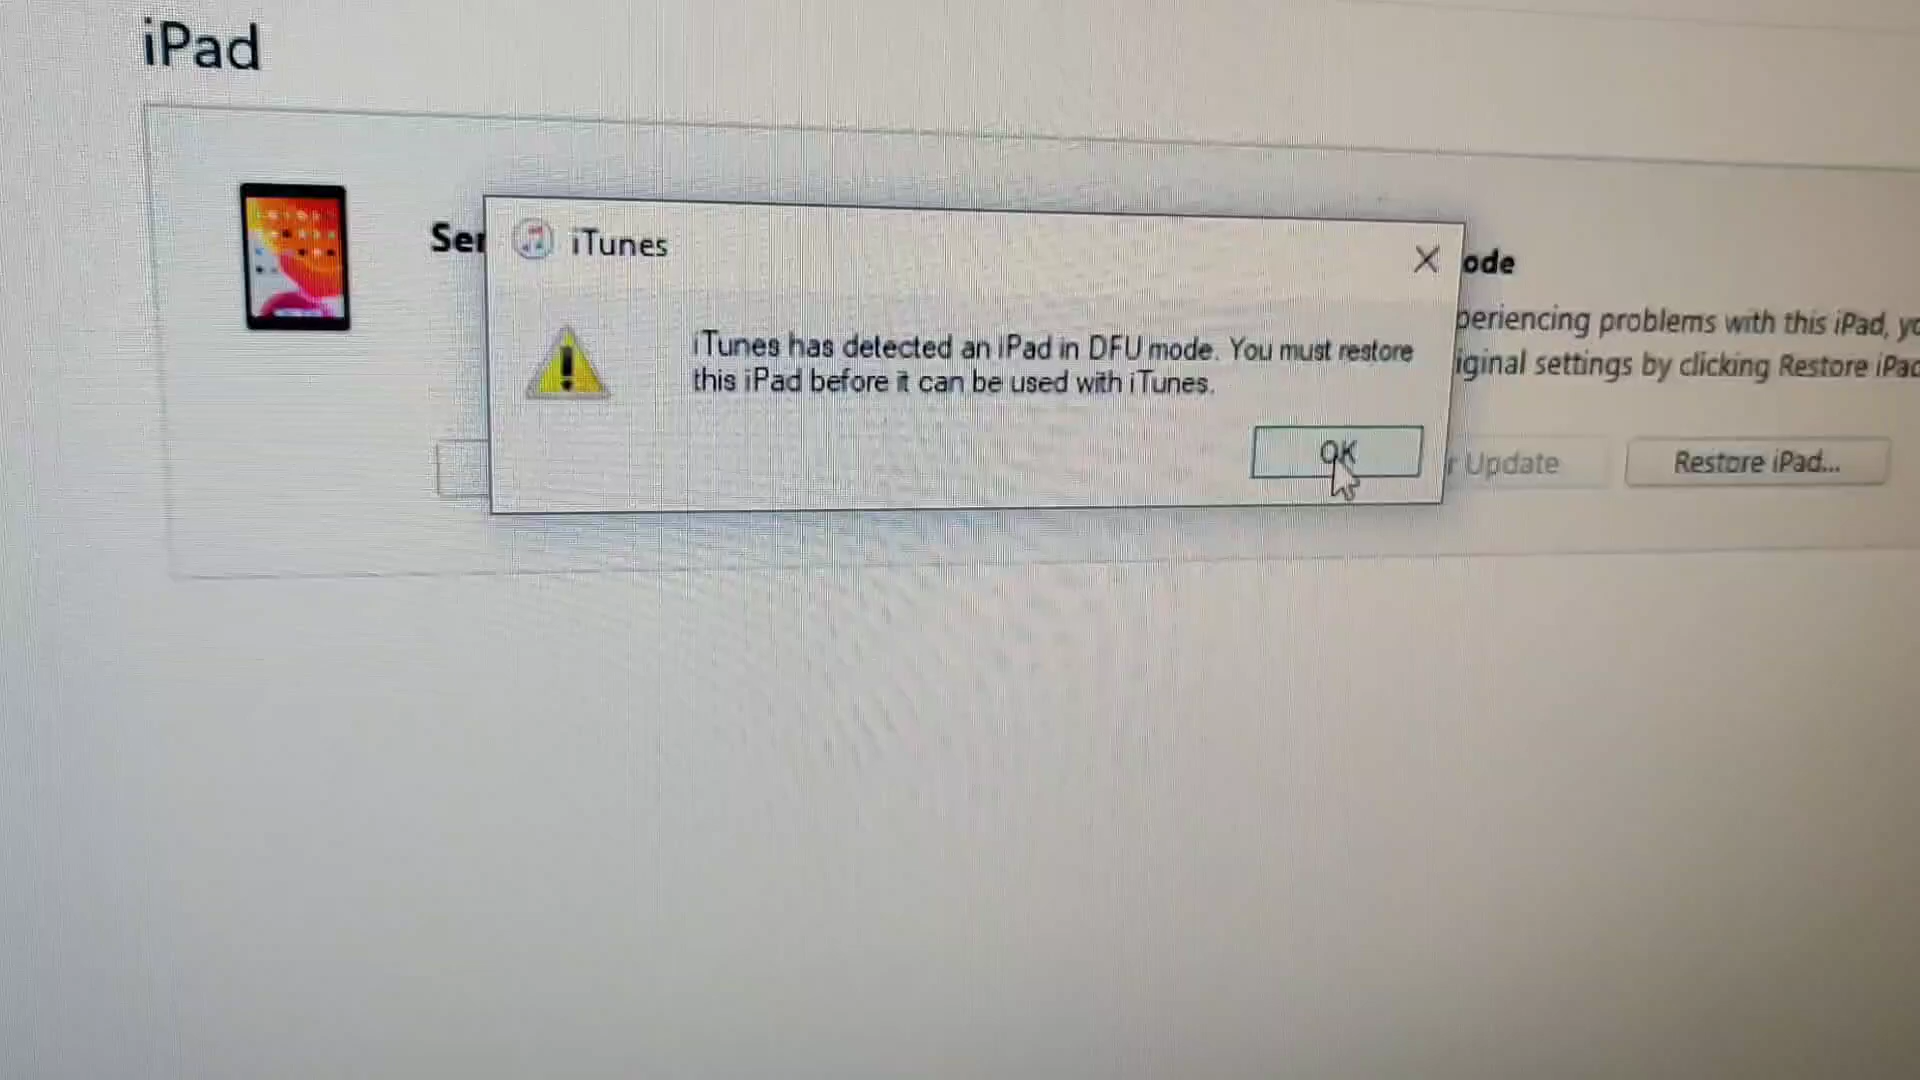 iPad
iTunes
iTunes has detected an iPad in DFU mode. You must restore
this iPad before it can be used with iTunes.
OK
Ser
ode
periencing problems with this iPad, yo
iginal settings by clicking Restore iPad
r Update
Restore iPad...